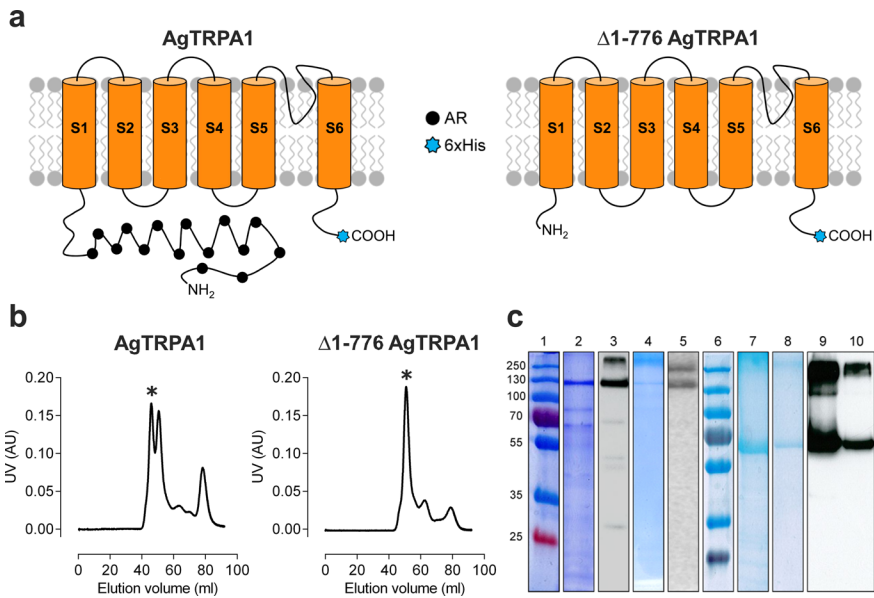 a
AgTRPA1
Δ1-776 AgTRPA1
S1 S2 S3 S4 S5 S6
AR
6xHis
S1 S2 S3 S4 S5 S6
COOH
NH2
NH2
COOH
b
AgTRPA1
Δ1-776 AgTRPA1
*
*
UV (AU)
0.20
0.15
0.10
0.05
0.00
0 20 40 60 80 100
Elution volume (ml)
UV (AU)
0.20
0.15
0.10
0.05
0.00
0 20 40 60 80 100
Elution volume (ml)
c
1 2 3 4 5 6 7 8 9 10
250
130
100
70
55
35
25